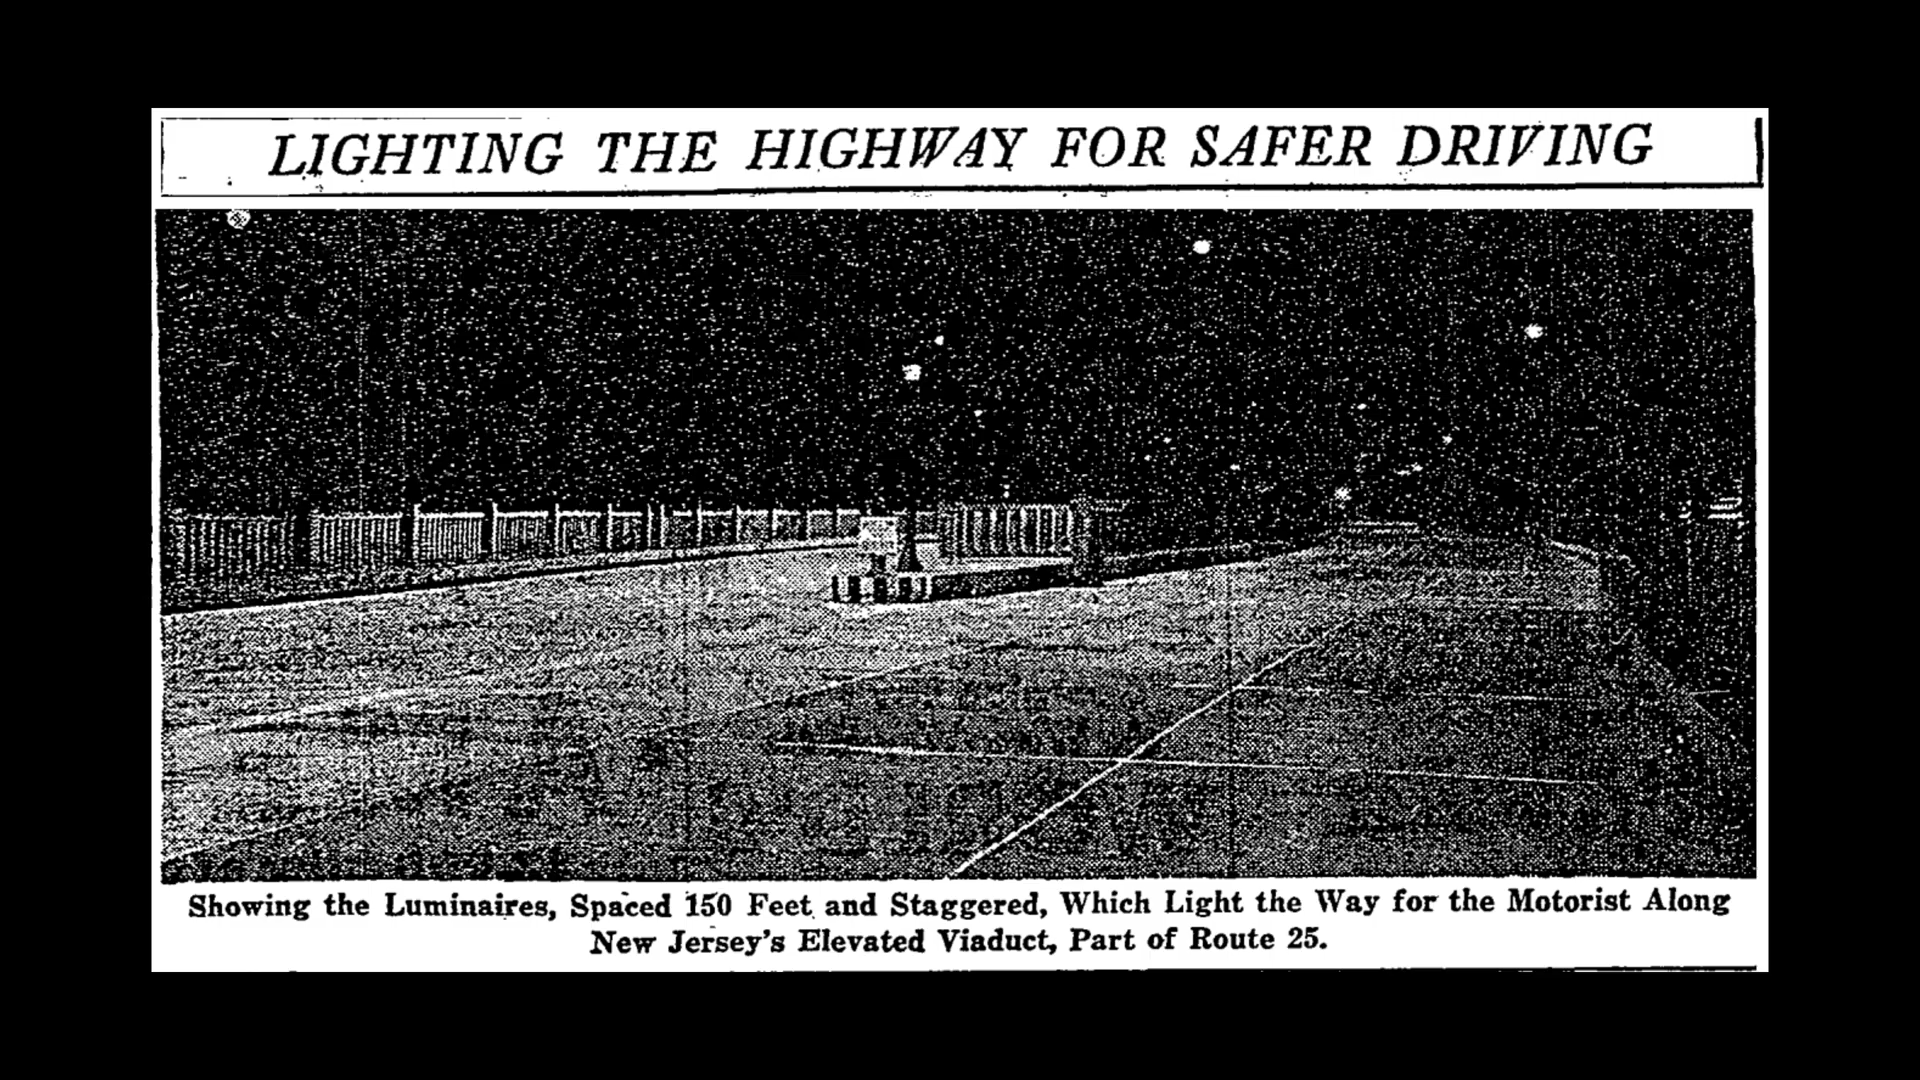 LIGHTING THE HIGHWAY FOR SAFER DRIVING
Showing the Luminaires, Spaced 150 Feet and Staggered, Which Light the Way for the Motorist Along
New Jersey's Elevated Viaduct, Part of Route 25.